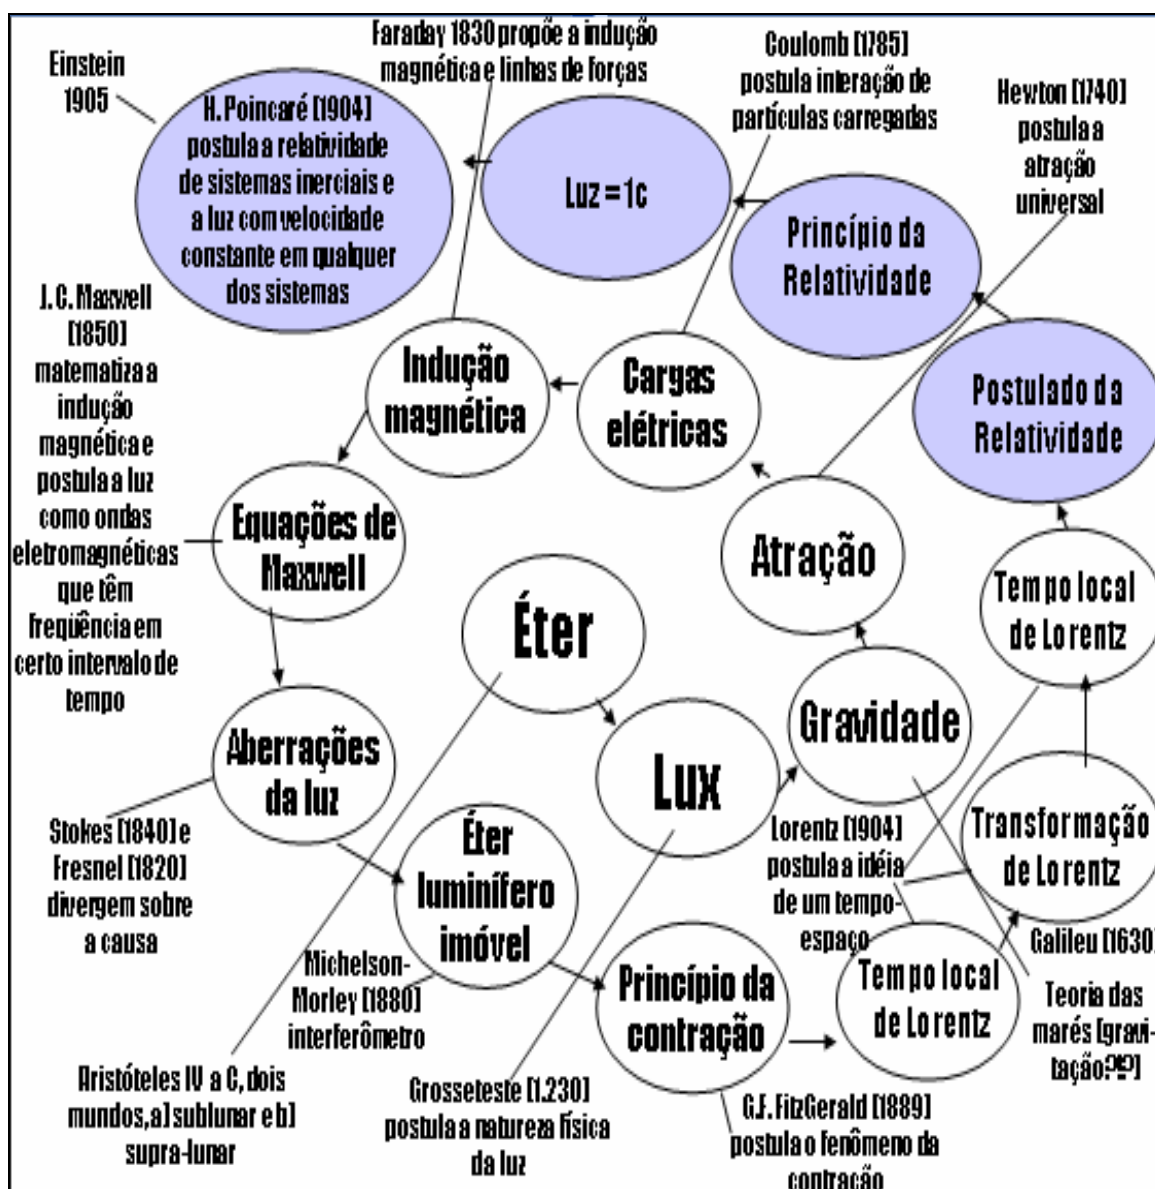 Einstein
1905
Faraday 1830 propõe a indução
magnética e linhas de forças
Coulomb [1785]
postula interação de
partículas carregadas
Hewton [1740]
postula a
atração
universal
H. Poincaré [1904]
postula a relatividade
de sistemas inerciais e
a luz com velocidade
constante em qualquer
dos sistemas
Luz = 1c
Princípio da
Relatividade
Postulado da
Relatividade
J. C. Maxwell
[1850]
matematiza a
indução
magnética e
postula a luz
como ondas
eletromagnéticas
que têm
freqüência em
certo intervalo de
tempo
Indução
magnética
Cargas
elétricas
Equações de
Maxwell
Atração
Tempo local
de Lorentz
Éter
Gravidade
Lux
Aberrações
da luz
Stokes [1840] e
Fresnel [1820]
divergem sobre
a causa
Éter
luminífero
imóvel
Lorentz [1904]
postula a idéia
de um tempo-
espaço
Transformação
de Lorentz
Galileu [1630]
Teoria das
marés [gravi-
tação?!?]
Michelson-
Morley [1880]
interferômetro
Princípio da
contração
Tempo local
de Lorentz
Aristóteles IV a C, dois
mundos, a] sublunar e b]
supra-lunar
Grosseteste [1.230]
postula a natureza física
da luz
G.F. FitzGerald [1889]
postula o fenômeno da
contração